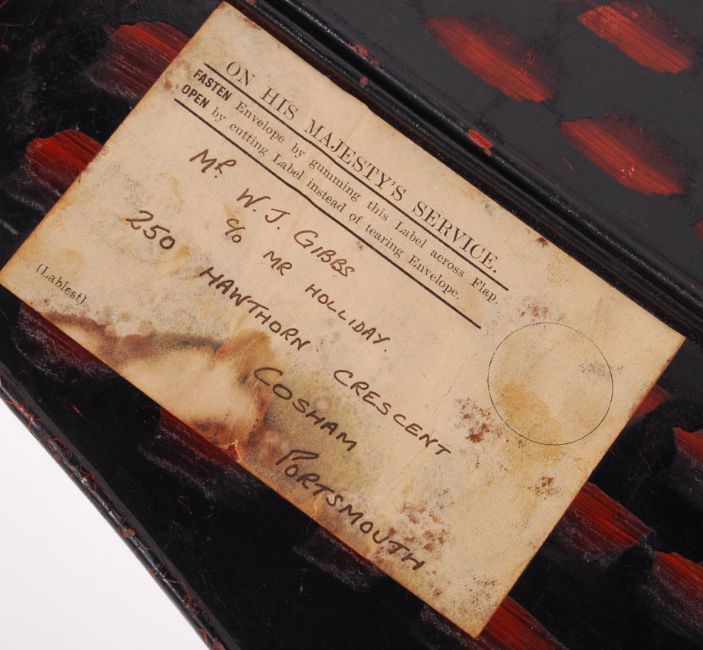 ON HIS MAJESTY'S SERVICE.
FASTEN Envelope by gumming this Label across Flap.
OPEN by cutting Label instead of tearing Envelope.
Mr. W. J. GIBBS
c/o MR HOLLIDAY.
250 HAWTHORN CRESCENT
COSHAM
PORTSMOUTH
(Lablest)